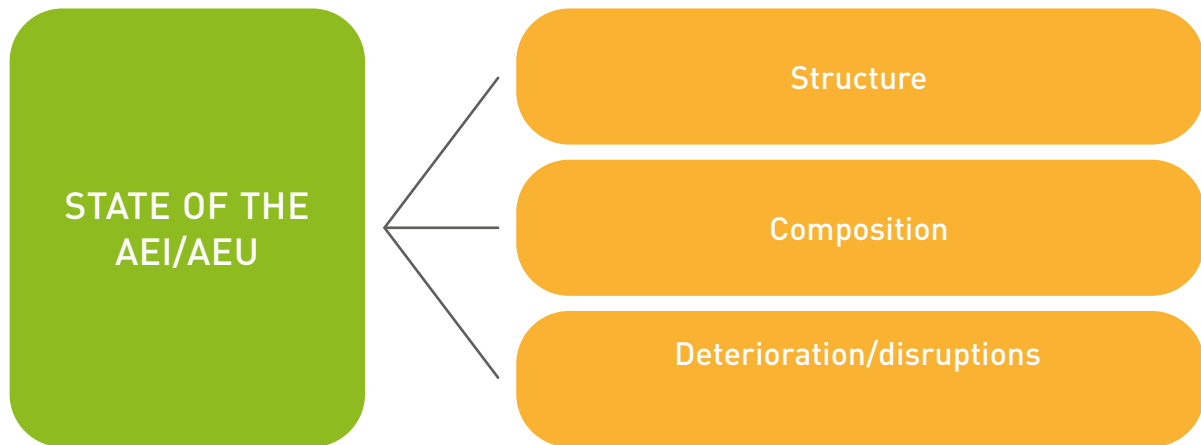 STATE OF THE
AEI/AEU
Structure
Composition
Deterioration/disruptions